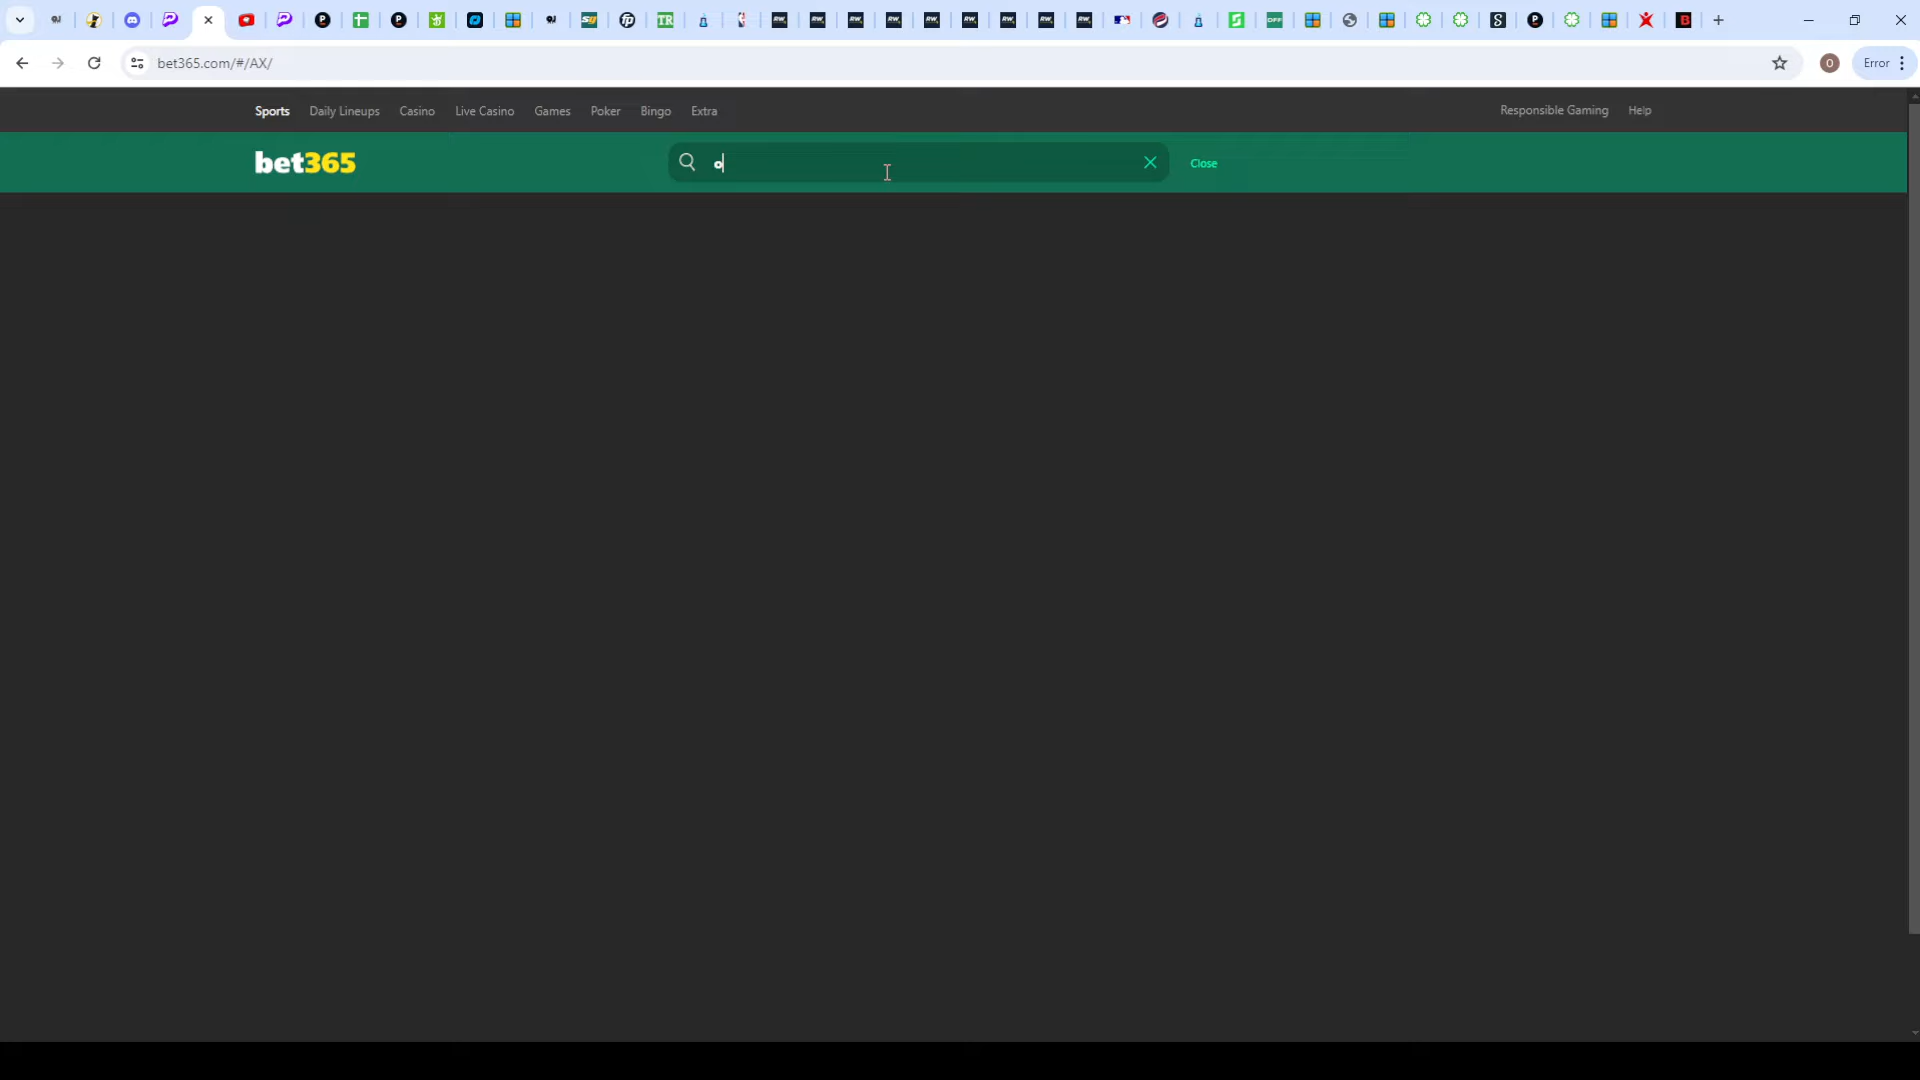 bet365.com/#/AX/
O
Error
Sports Daily Lineups Casino Live Casino Games Poker Bingo Extra
Responsible Gaming Help
bet365
o
Close